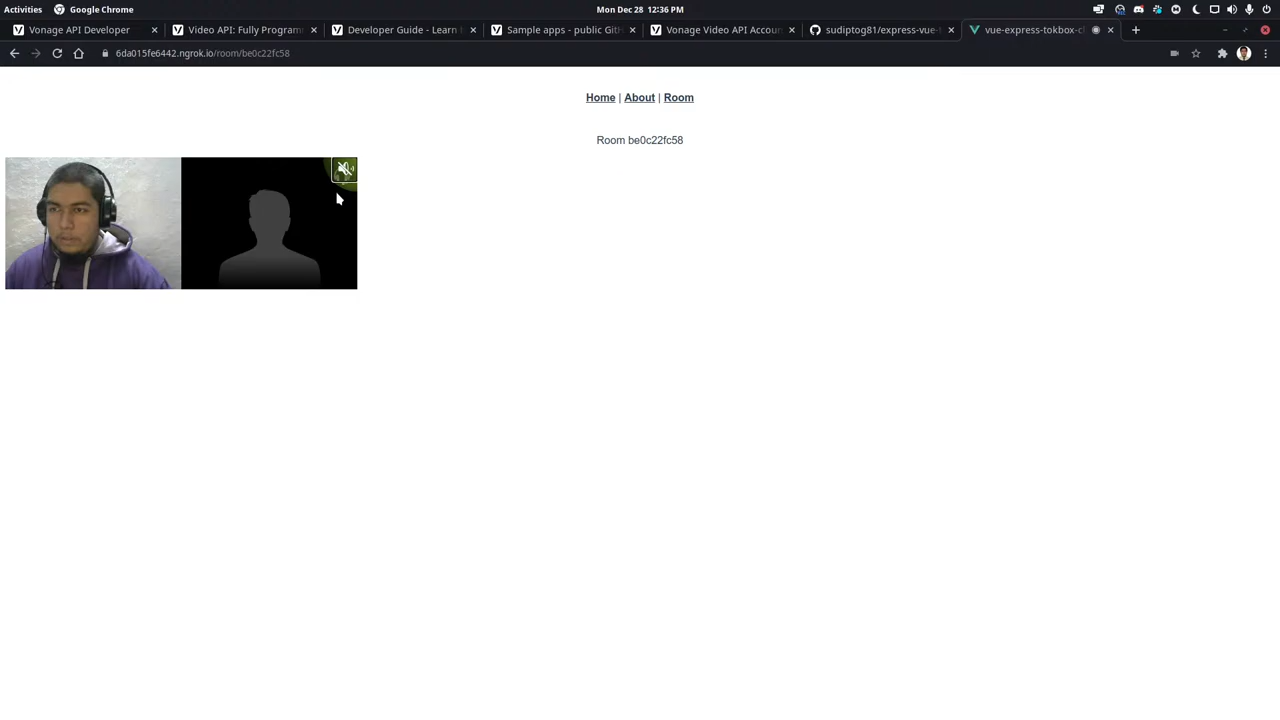 Activities Google Chrome Mon Dec 28 12:36 PM
Vonage API Developer Video API: Fully Program Developer Guide - Learn Sample apps - public Git Vonage Video API Accoun sudiptog81/express-vue- vue-express-tokbox-cl
6da015fe6442.ngrok.io/room/be0c22fc58
Home | About | Room
Room be0c22fc58